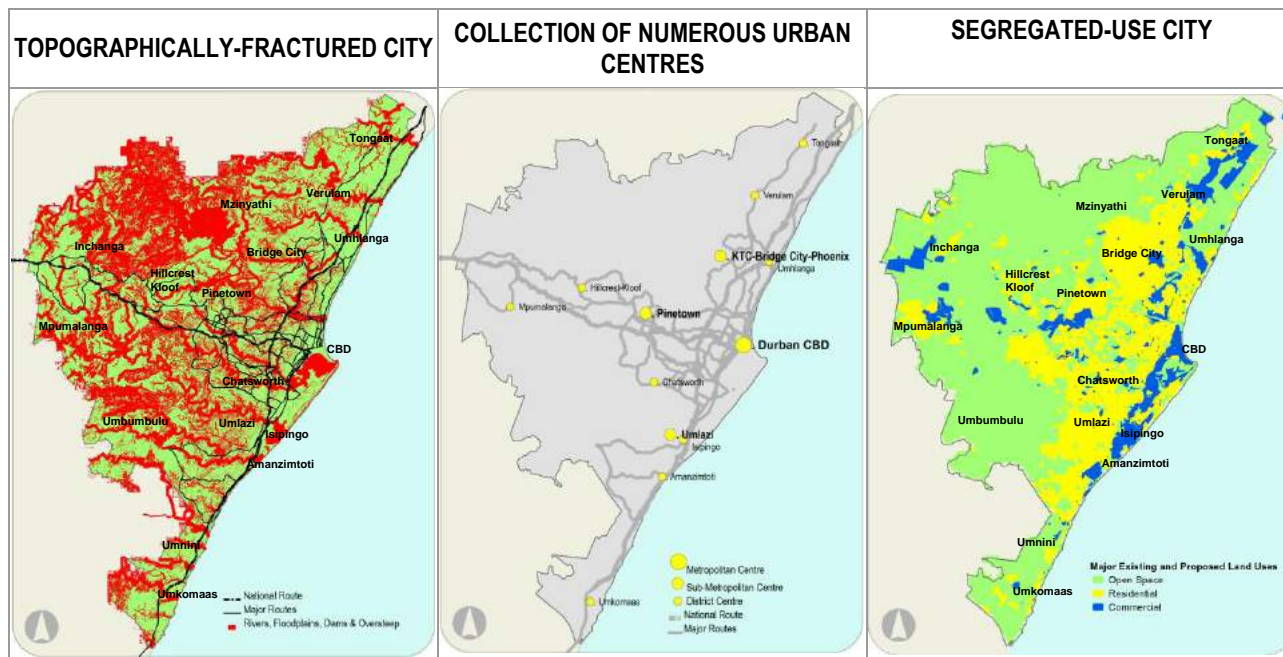 TOPOGRAPHICALLY-FRACTURED CITY
COLLECTION OF NUMEROUS URBAN
CENTRES
SEGREGATED-USE CITY
Tongaat
Verulam
Mzinyathi
Umhlanga
Inchanga
Bridge City
Hillcrest
Kloof
Pinetown
Mpumalanga
CBD
Chatsworth
Umbumbulu
Umlazi
Isipingo
Amanzimtoti
Umnini
Umkomaas
National Route
Major Routes
Rivers, Floodplains, Dams & Oversteep
Tongaat
Verulam
KTC-Bridge City-Phoenix
Umhlanga
Hillcrest-Kloof
Mpumalanga
Pinetown
Durban CBD
Chatsworth
Umlazi
Isipingo
Amanzimtoti
Umkomaas
Metropolitan Centre
Sub-Metropolitan Centre
District Centre
National Route
Major Routes
Tongaat
Verulam
Mzinyathi
Umhlanga
Inchanga
Bridge City
Hillcrest
Kloof
Pinetown
Mpumalanga
CBD
Chatsworth
Umbumbulu
Umlazi
Isipingo
Amanzimtoti
Umnini
Umkomaas
Major Existing and Proposed Land Uses
Open Space
Residential
Commercial